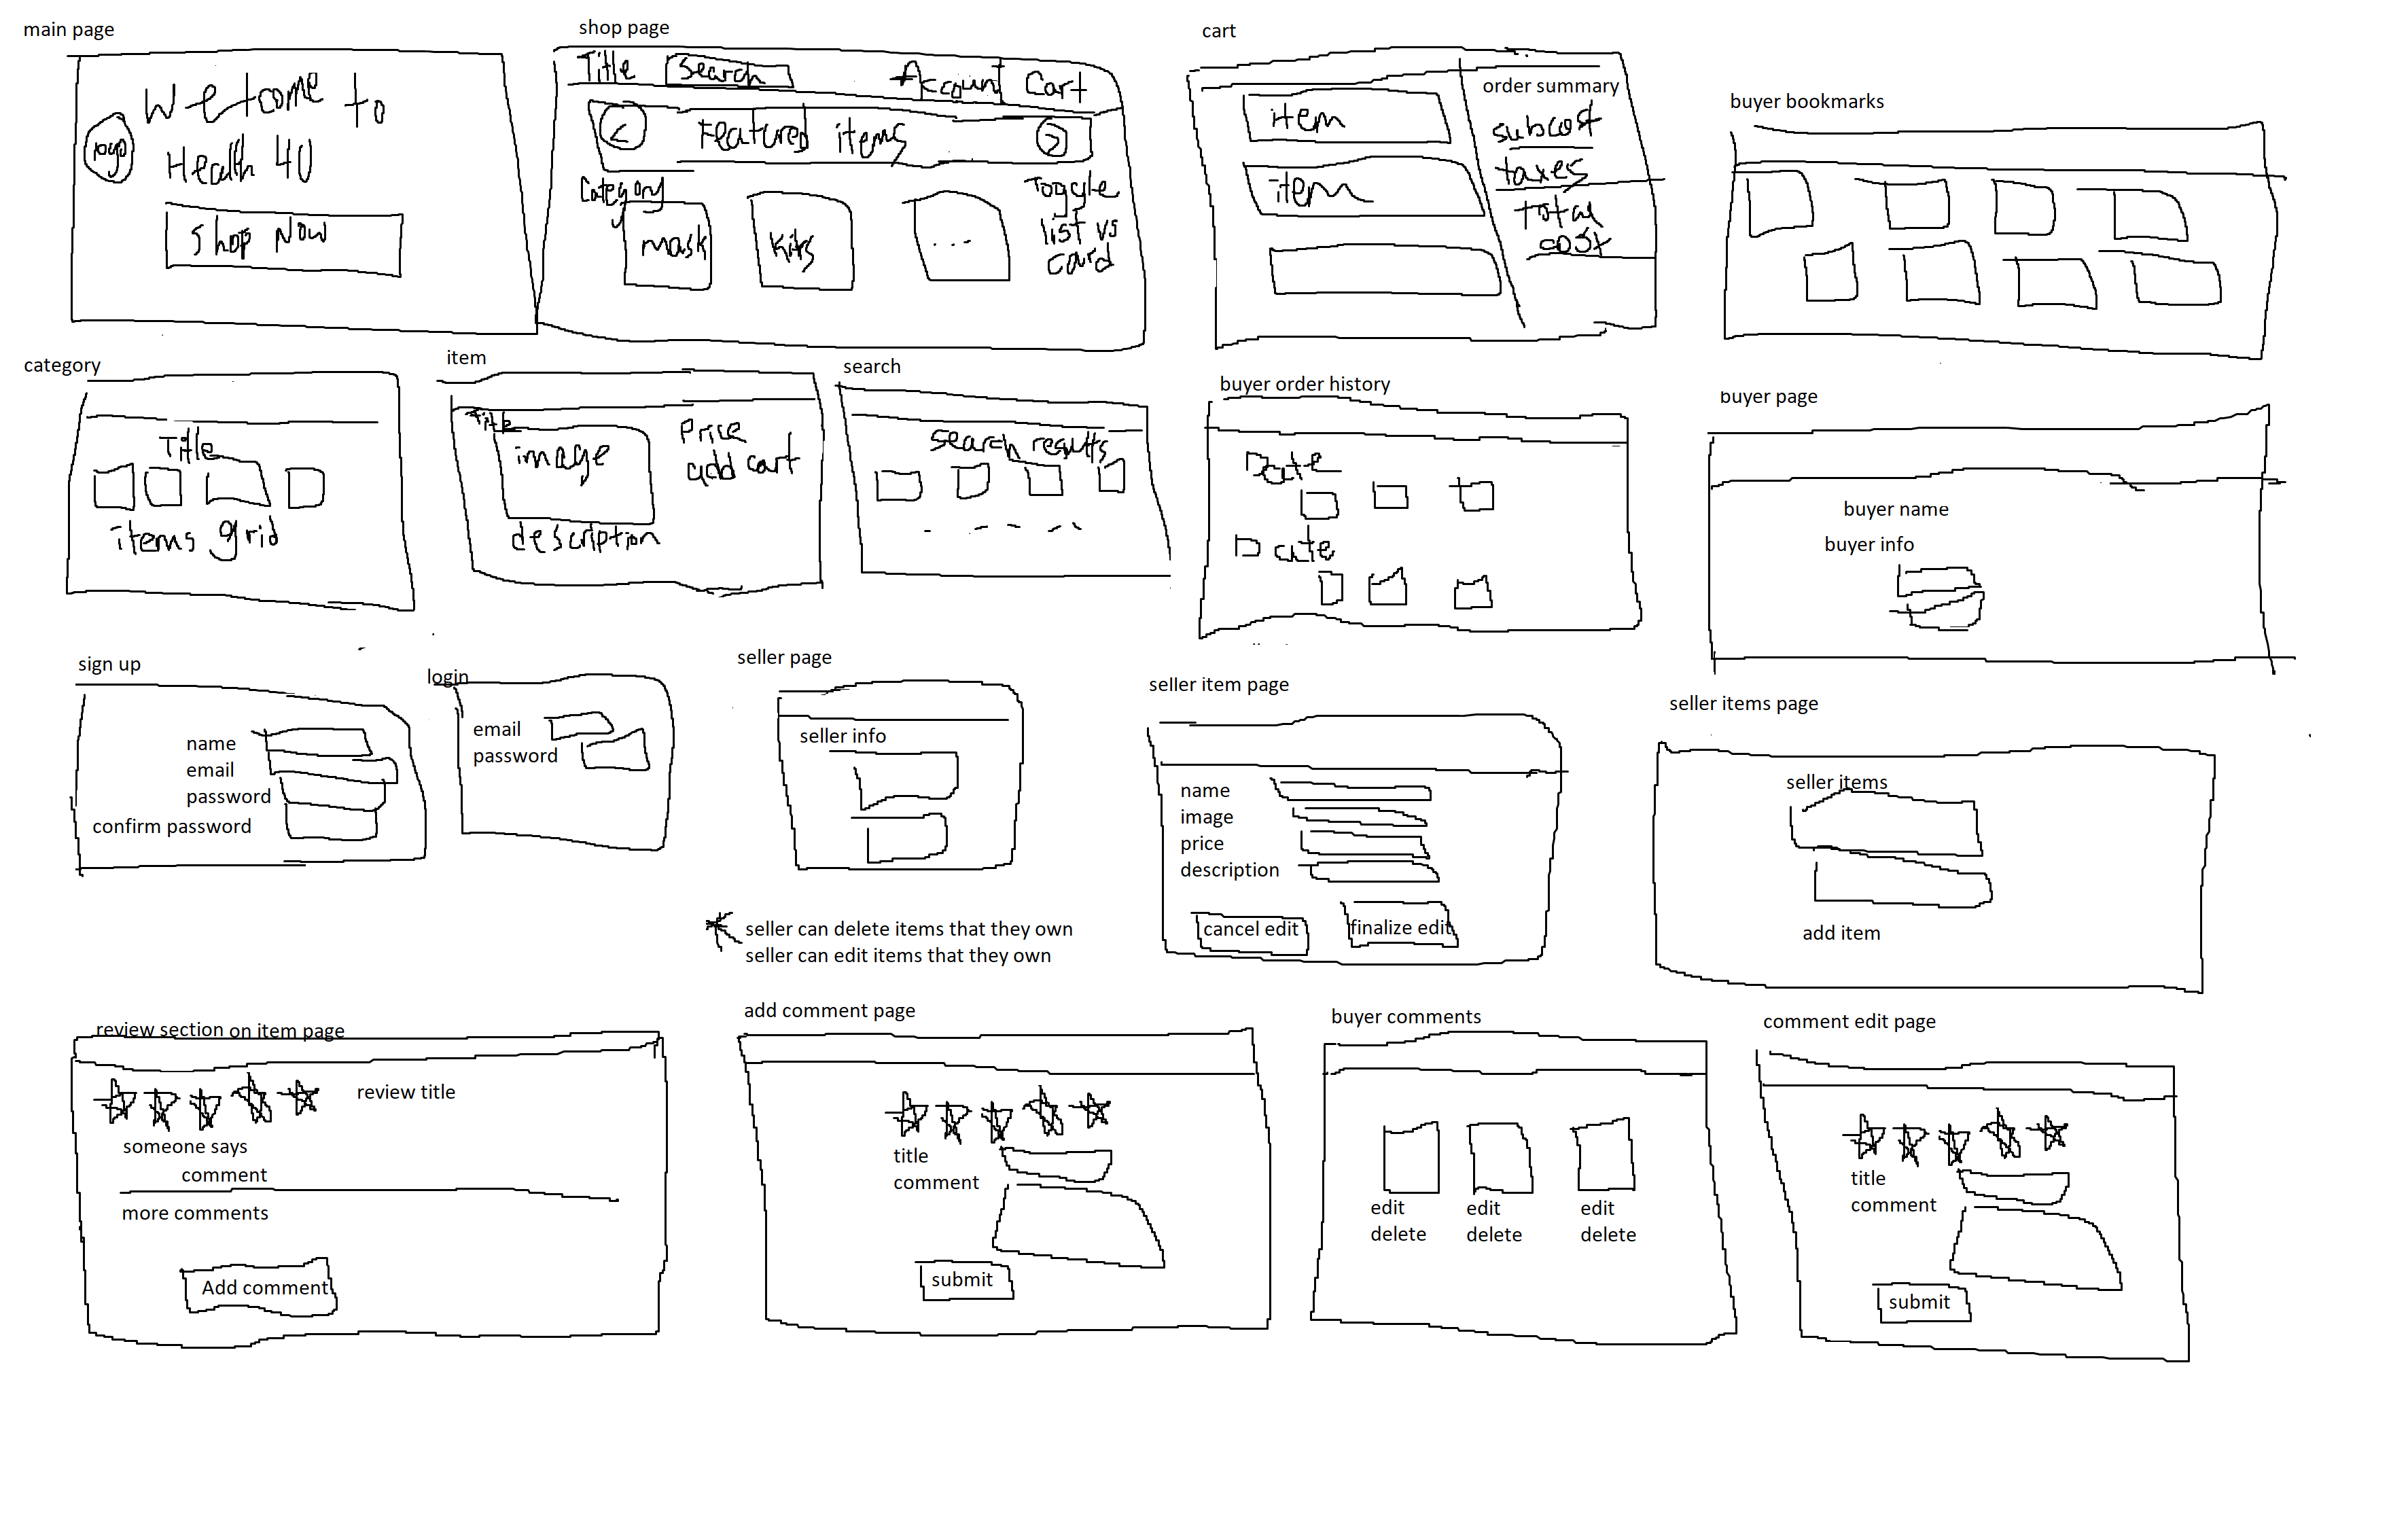 main page
Welcome to
logo
Health 40
Shop Now
shop page
Title
Search
Account
Cart
<
Featured items
>
Category
mask
kits
...
Toggle
list vs
card
cart
item
item
order summary
subcost
taxes
total
cost
buyer bookmarks
category
Title
items grid
item
Title
image
Price
add cart
description
search
search results
buyer order history
Date
Date
buyer page
buyer name
buyer info
sign up
name
email
password
confirm password
login
email
password
seller page
seller info
seller item page
name
image
price
description
cancel edit
finalize edit
seller items page
seller items
add item
seller can delete items that they own
seller can edit items that they own
review section on item page
review title
someone says
comment
more comments
Add comment
add comment page
title
comment
submit
buyer comments
edit
delete
edit
delete
edit
delete
comment edit page
title
comment
submit